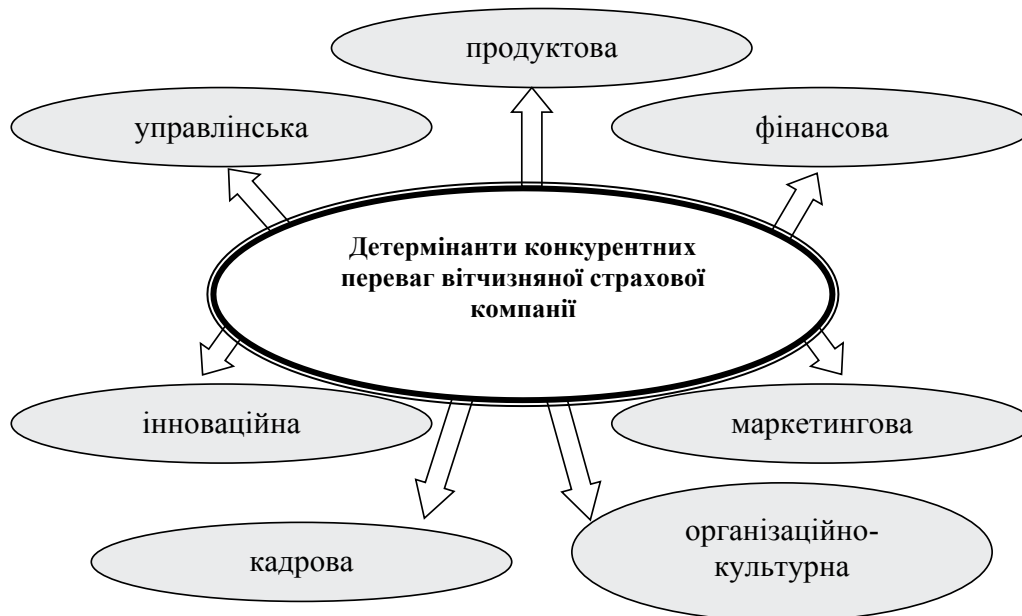 продуктова
управлінська
фінансова
Детермінанти конкурентних
переваг вітчизняної страхової
компанії
інноваційна
маркетингова
кадрова
організаційно-
культурна